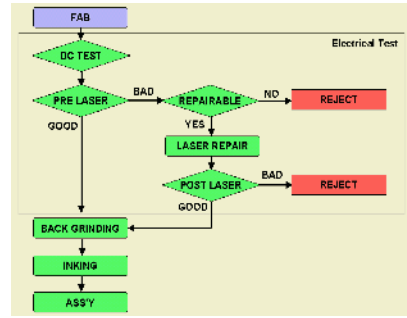 FAB
Electrical Test
DC TEST
PRE LASER
BAD
REPAIRABLE
NO
REJECT
GOOD
YES
LASER REPAIR
POST LASER
BAD
REJECT
GOOD
BACK GRINDING
INKING
ASS'Y